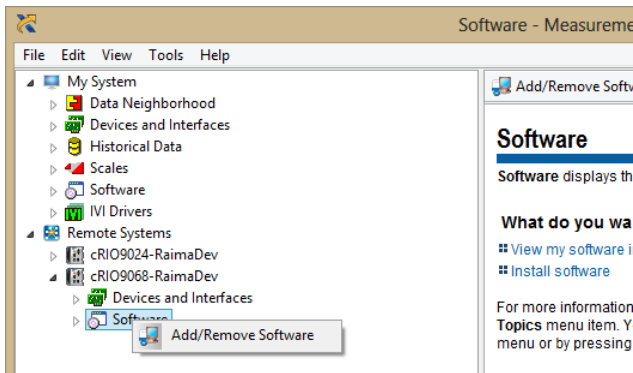 Software - Measureme
File Edit View Tools Help
My System
Data Neighborhood
Devices and Interfaces
Historical Data
Scales
Software
IVI Drivers
Remote Systems
cRIO9024-RaimaDev
cRIO9068-RaimaDev
Devices and Interfaces
Software
Add/Remove Software
Add/Remove Softw
Software
Software displays th
What do you wa
View my software i
Install software
For more information
Topics menu item. Y
menu or by pressing